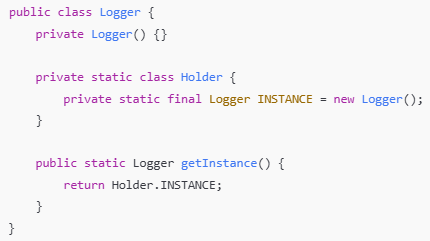 public class Logger {
    private Logger() {}

    private static class Holder {
        private static final Logger INSTANCE = new Logger();
    }

    public static Logger getInstance() {
        return Holder.INSTANCE;
    }
}